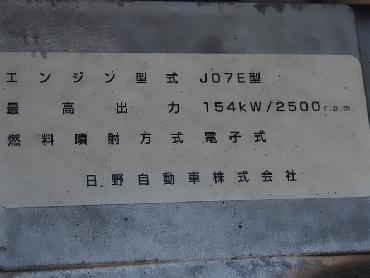 エンジン型式 J07E型
最高出力 154kW/2500r.p.m.
燃料噴射方式 電子式
日野自動車株式会社